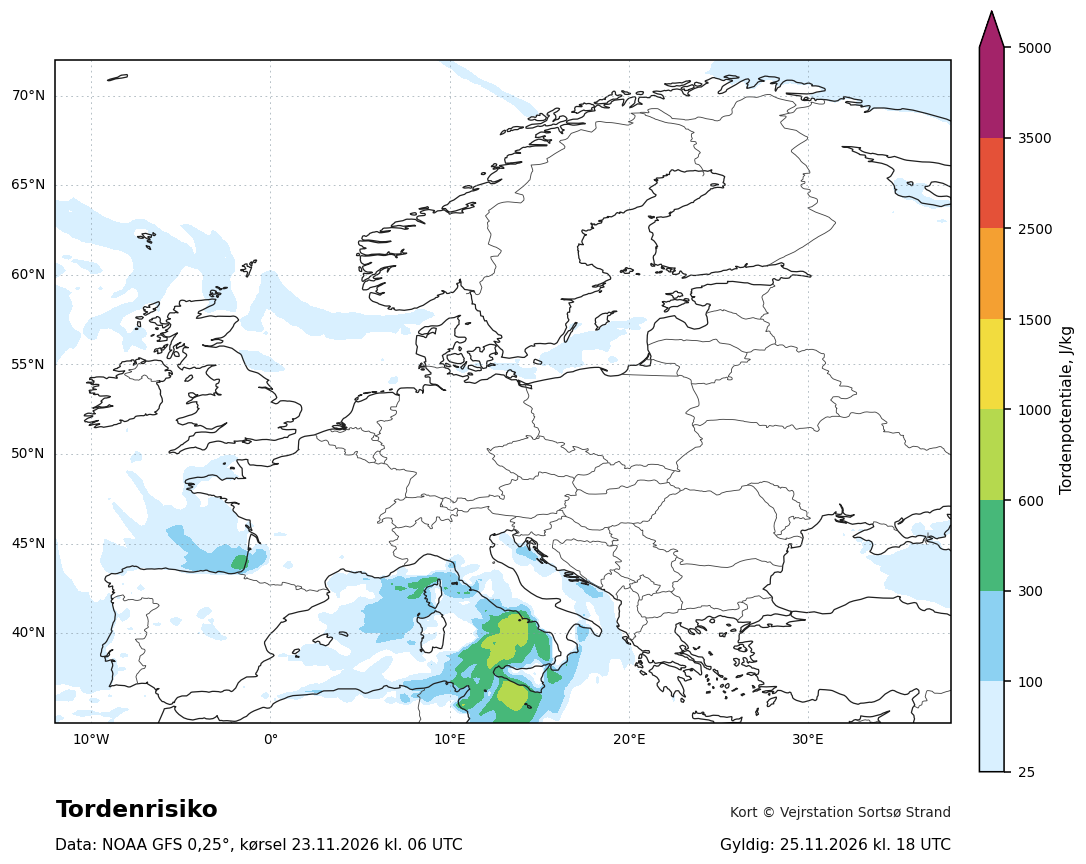 70°N
65°N
60°N
55°N
50°N
45°N
40°N
10°W
0°
10°E
20°E
30°E
5000
3500
2500
1500
1000
600
300
100
25
Tordenpotentiale, J/kg
Tordenrisiko
Kort © Vejrstation Sortsø Strand
Data: NOAA GFS 0,25°, kørsel 23.11.2026 kl. 06 UTC
Gyldig: 25.11.2026 kl. 18 UTC